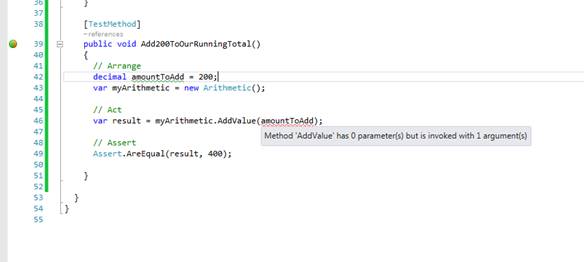 36
37 }
38
[TestMethod]
-references
39 public void Add200ToOurRunningTotal()
40 {
41 // Arrange
42 decimal amountToAdd = 200;
43 var myArithmetic = new Arithmetic();
44
45 // Act
46 var result = myArithmetic.AddValue(amountToAdd);
Method 'AddValue' has 0 parameter(s) but is invoked with 1 argument(s)
47
48 // Assert
49 Assert.AreEqual(result, 400);
50
51 }
52
53 }
54 }
55